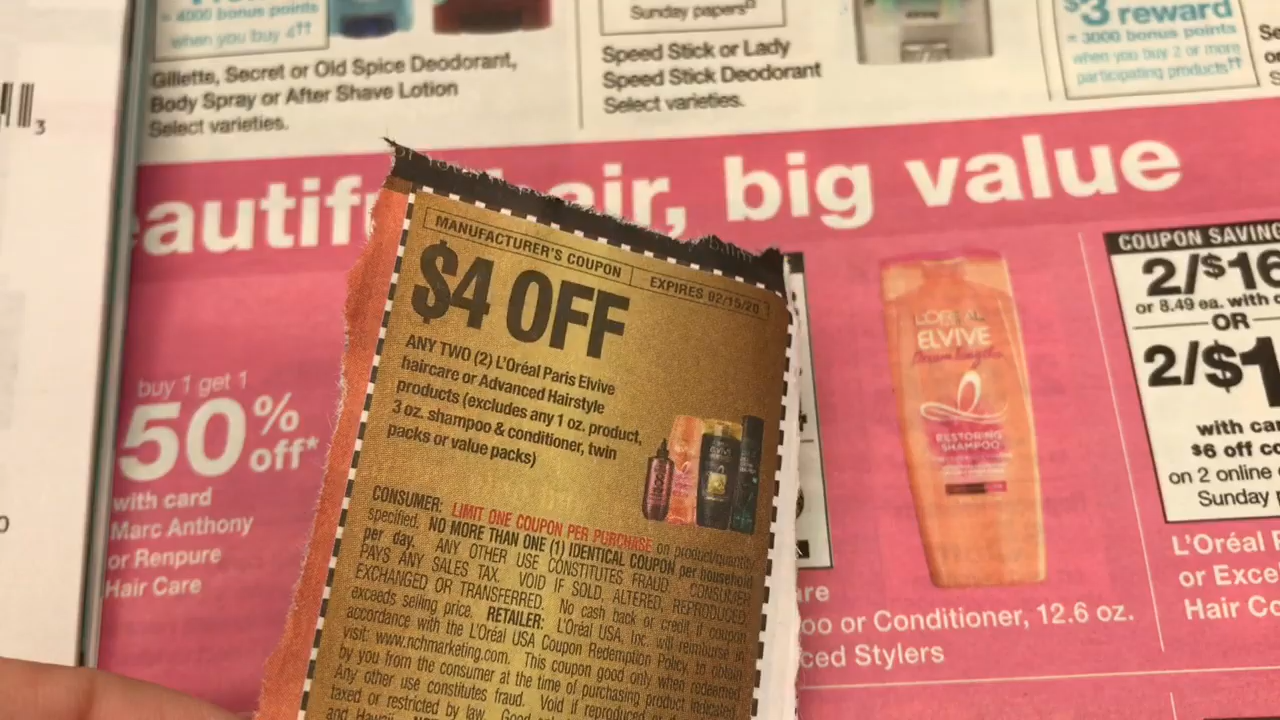 = 4000 bonus points
when you buy 4††
Gillette, Secret or Old Spice Deodorant,
Body Spray or After Shave Lotion
Select varieties.
Sunday papers
Speed Stick or Lady
Speed Stick Deodorant
Select varieties.
$3 reward
= 3000 bonus points
when you buy 2 or more
participating products††
3
eautif air, big value
buy 1 get 1
50% off*
with card
Marc Anthony
or Renpure
Hair Care
MANUFACTURER'S COUPON EXPIRES 02/15/20
$4 OFF
ANY TWO (2) L'Oréal Paris Elvive
haircare or Advanced Hairstyle
products (excludes any 1 oz. product,
3 oz. shampoo & conditioner, twin
packs or value packs)
CONSUMER: LIMIT ONE COUPON PER PURCHASE on product/quantity
specified. NO MORE THAN ONE (1) IDENTICAL COUPON per household
per day. ANY OTHER USE CONSTITUTES FRAUD. CONSUMER
PAYS ANY SALES TAX. VOID IF SOLD, ALTERED, REPRODUCED,
EXCHANGED OR TRANSFERRED. No cash back or credit if coupon
exceeds selling price. RETAILER: L'Oréal USA, Inc. will reimburse in
accordance with the L'Oréal USA Coupon Redemption Policy, to obtain
visit: www.nchmarketing.com. This coupon good only when redeemed
by you from the consumer at the time of purchasing product indicated.
Any other use constitutes fraud. Void if reproduced
taxed or restricted by law. Good
and Hawaii.
L'ORÉAL
ELVIVE
Dream Lengths
RESTORING
SHAMPOO
are
oo or Conditioner, 12.6 oz.
ced Stylers
COUPON SAVING
2/$16
or 8.49 ea. with
OR
2/$1
with car
$6 off co
on 2 online
Sunday
L'Oréal
or Exce
Hair Co